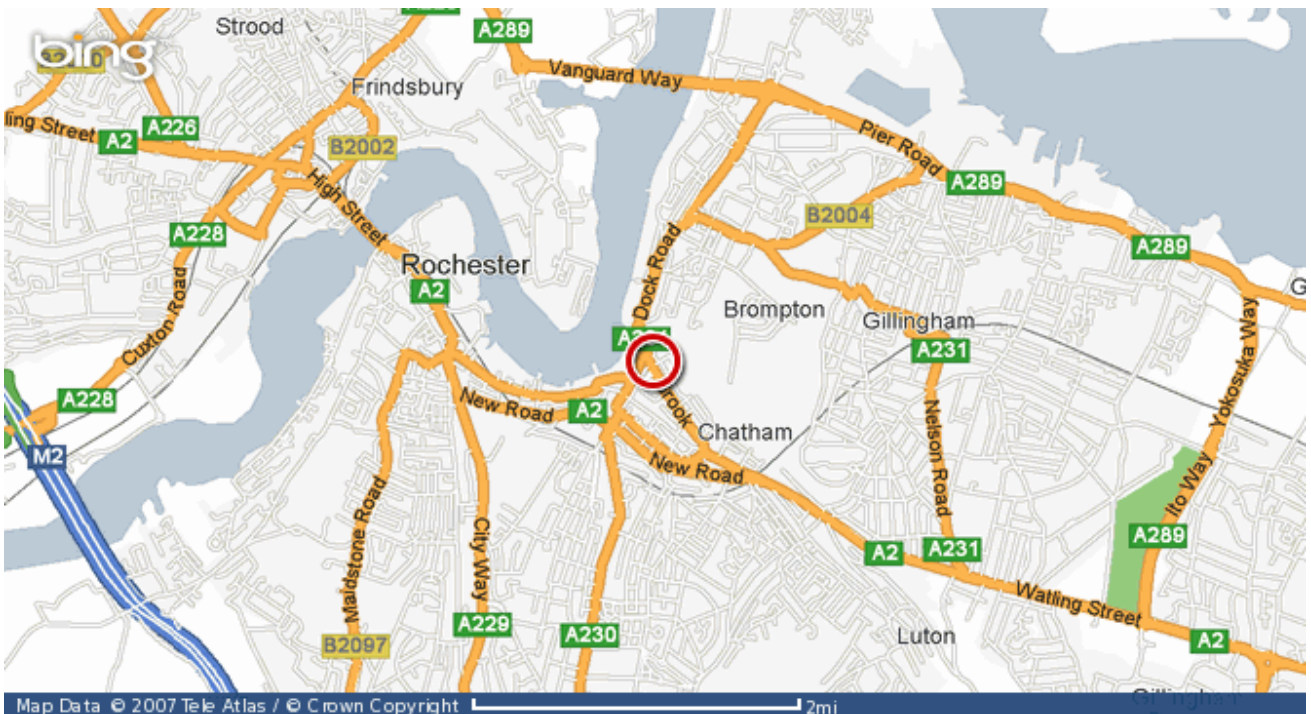 Strood
A289
bing
B2
0
Vanguard Way
Frindsbury
ling Street
A2
A226
B2002
Pier Road
A289
High Street
B2004
A228
A289
Rochester
Dock Road
A2
Brompton
Gillingham
Cuxton Road
Yokosuka Way
G
A231
A228
New Road
A2
rook
Chatham
Nelson Road
M2
New Road
Ito Way
Maidstone Road
City Way
A289
A2
A231
Watling Street
B2097
A229
A230
Luton
A2
Map Data © 2007 Tele Atlas / © Crown Copyright
2mi